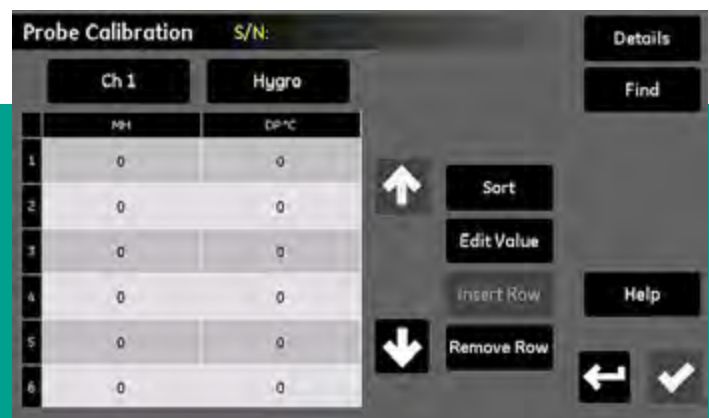 Probe Calibration S/N:
Details
Ch 1 Hygro
Find
MH DP°C
1 0 0
2 0 0
3 0 0
4 0 0
5 0 0
6 0 0
Sort
Edit Value
Insert Row
Remove Row
Help